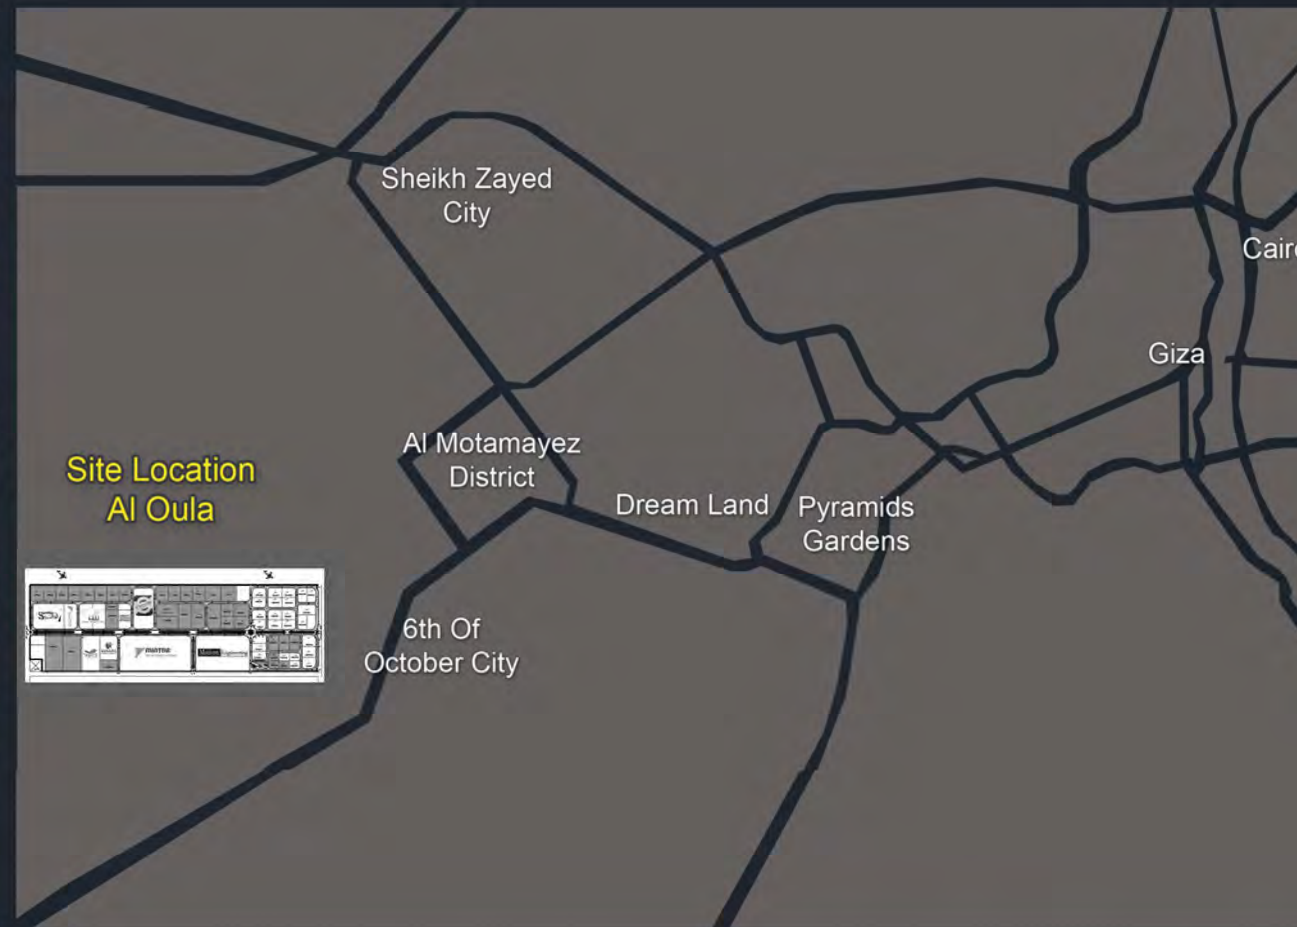 Sheikh Zayed
City
Cairo
Giza
Al Motamayez
District
Site Location
Al Oula
Dream Land
Pyramids
Gardens
6th Of
October City